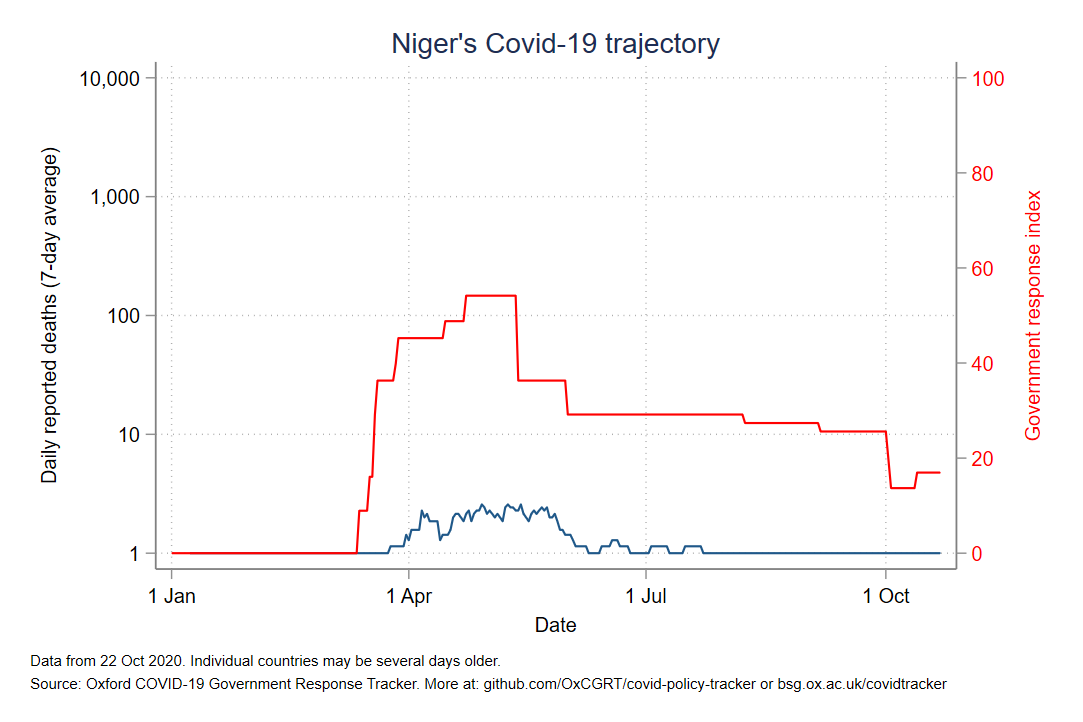 Niger's Covid-19 trajectory
10,000
1,000
100
10
1
Daily reported deaths (7-day average)
100
80
60
40
20
0
Government response index
1 Jan
1 Apr
1 Jul
1 Oct
Date
Data from 22 Oct 2020. Individual countries may be several days older.
Source: Oxford COVID-19 Government Response Tracker. More at: github.com/OxCGRT/covid-policy-tracker or bsg.ox.ac.uk/covidtracker